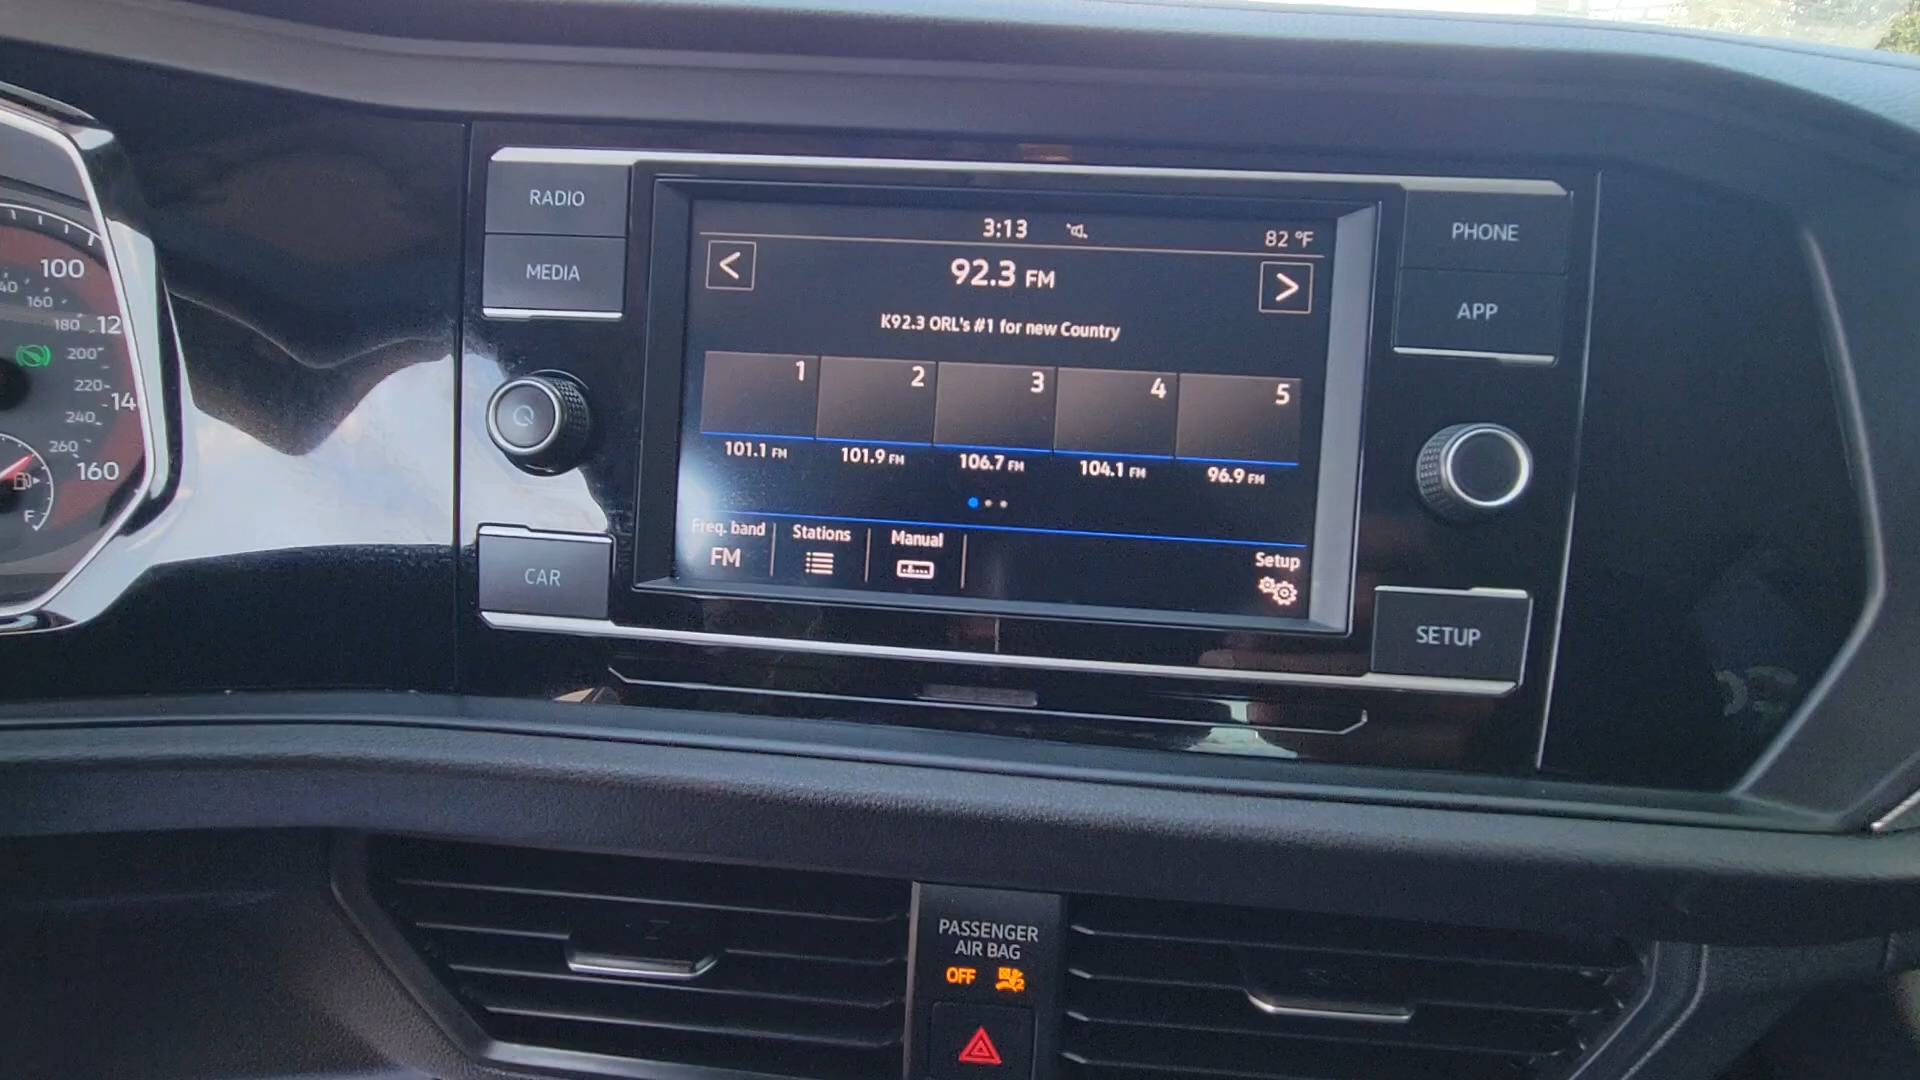 RADIO
MEDIA
CAR
PHONE
APP
SETUP
3:13
82 °F
<
92.3 FM
>
K92.3 ORL's #1 for new Country
1 2 3 4 5
101.1 FM 101.9 FM 106.7 FM 104.1 FM 96.9 FM
Freq. band
FM
Stations
Manual
Setup
100
160
180
12
200
220
14
240
260
160
F
PASSENGER
AIR BAG
OFF